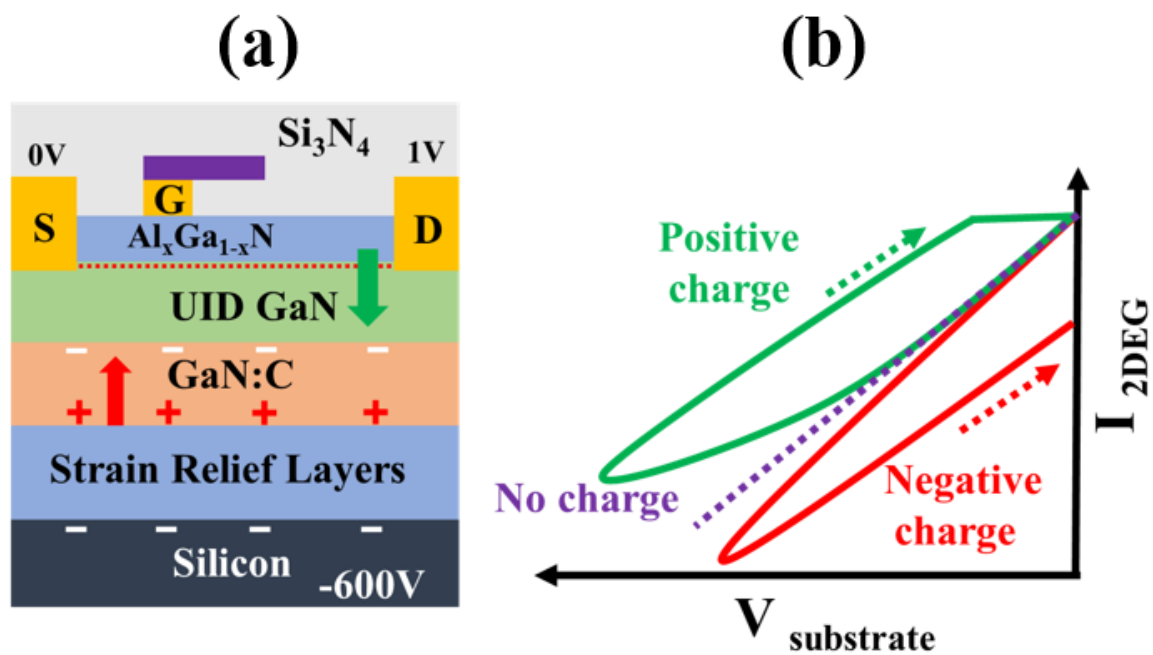 (a)
Si₃N₄
0V
1V
G
S
D
AlₓGa₁₋ₓN
UID GaN
− − − −
GaN:C
+ + + +
Strain Relief Layers
− − − −
Silicon
-600V
(b)
Positive
charge
No charge
Negative
charge
I 2DEG
V substrate